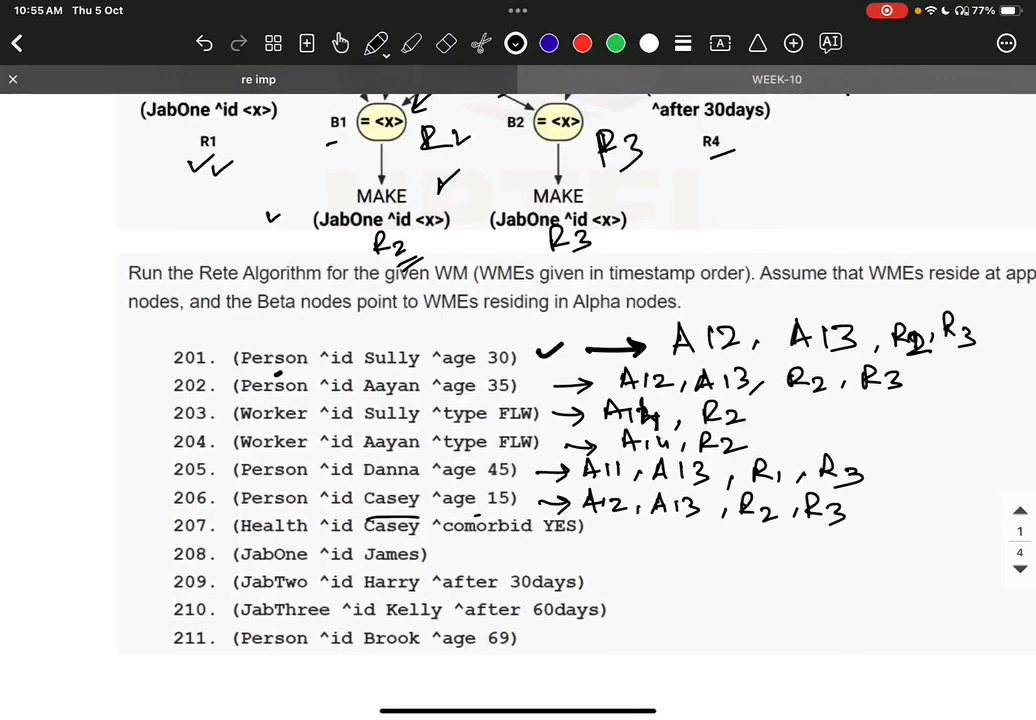 10:55 AM Thu 5 Oct
77%
A
AI
re imp
WEEK-10
(JabOne ^id <x>)
^after 30days)
B1 = <x> R2
B2 = <x> R3
R1
R4
MAKE
MAKE
(JabOne ^id <x>)
(JabOne ^id <x>)
R2
R3
Run the Rete Algorithm for the given WM (WMEs given in timestamp order). Assume that WMEs reside at app
nodes, and the Beta nodes point to WMEs residing in Alpha nodes.
201. (Person ^id Sully ^age 30) → A12, A13, R2, R3
202. (Person ^id Aayan ^age 35) → A12, A13, R2, R3
203. (Worker ^id Sully ^type FLW) → A14, R2
204. (Worker ^id Aayan ^type FLW) → A14, R2
205. (Person ^id Danna ^age 45) → A11, A13, R1, R3
206. (Person ^id Casey ^age 15) → A12, A13, R2, R3
207. (Health ^id Casey ^comorbid YES)
208. (JabOne ^id James)
209. (JabTwo ^id Harry ^after 30days)
210. (JabThree ^id Kelly ^after 60days)
211. (Person ^id Brook ^age 69)
1
4